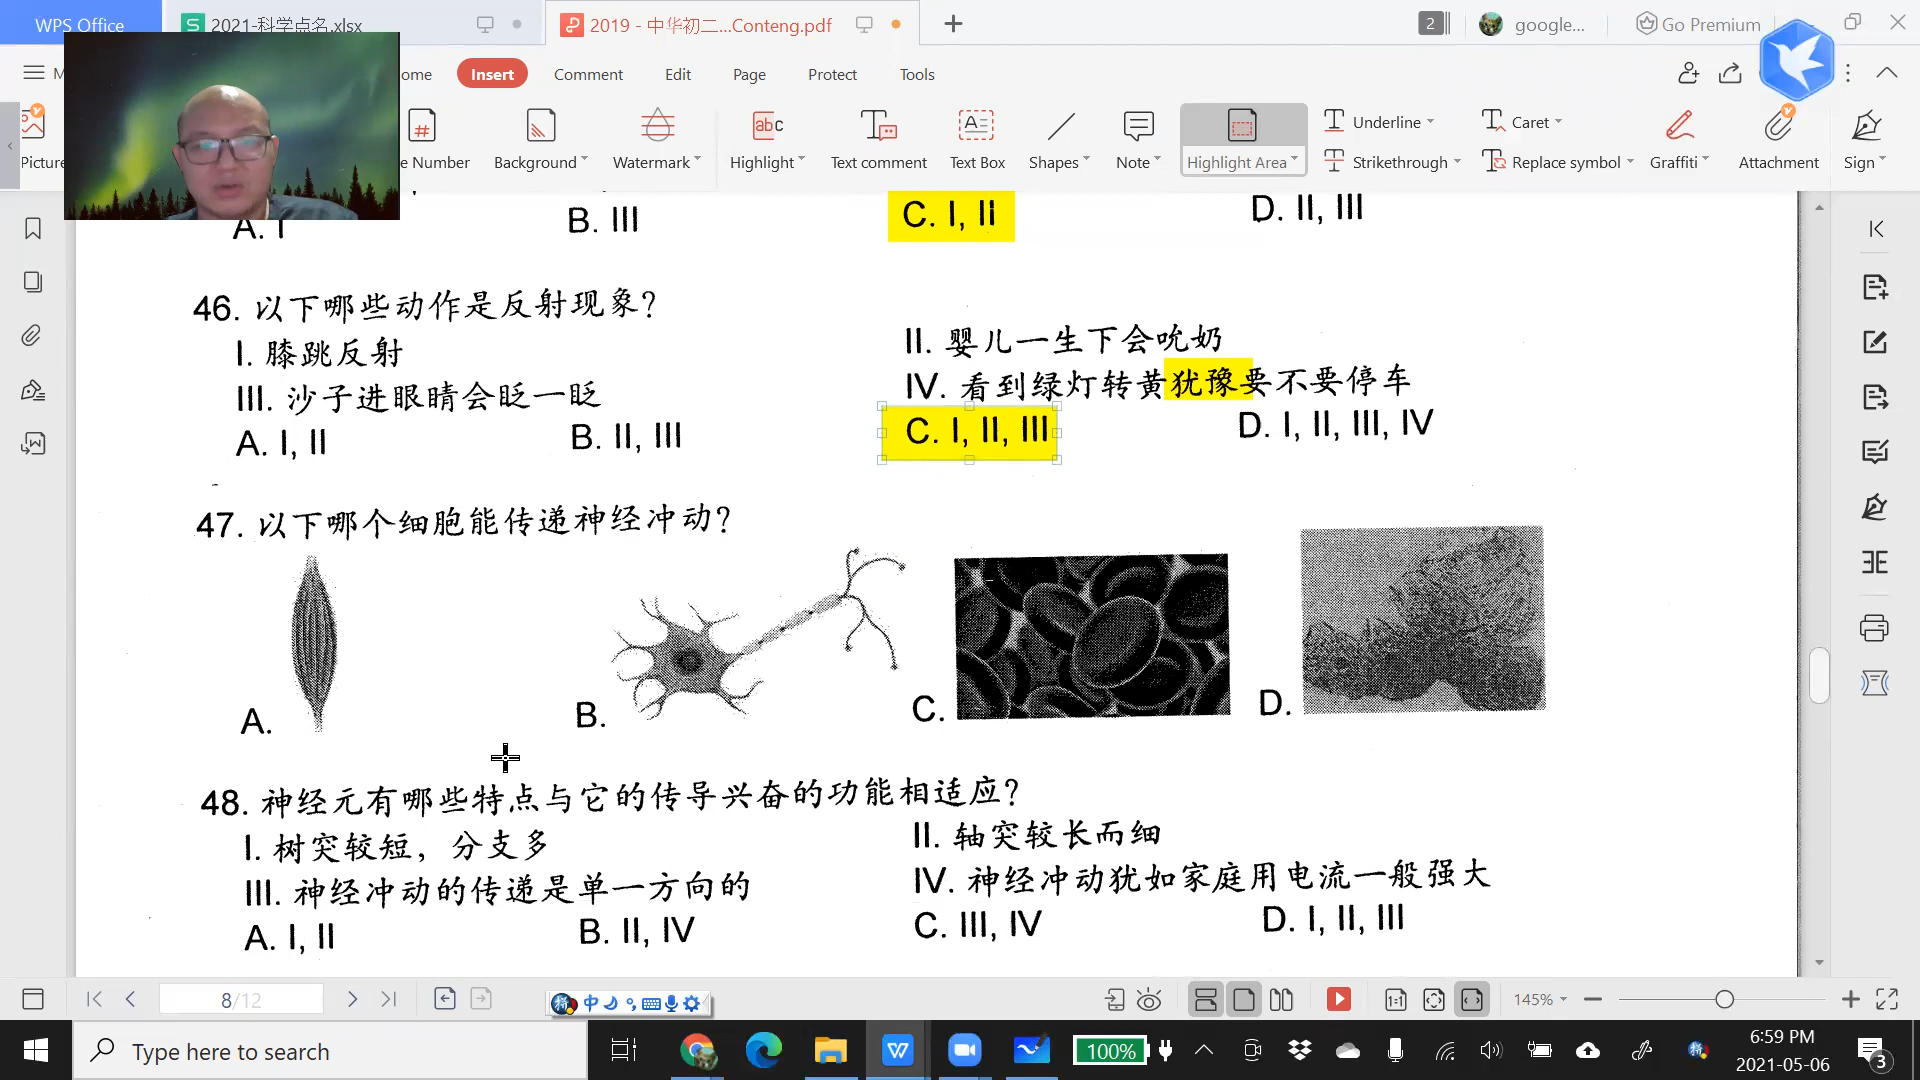 WPS Office
2021-科学点名.xlsx
2019 - 中华初二...Conteng.pdf
2
google...
Go Premium
Insert
Comment
Edit
Page
Protect
Tools
Picture
Background
Watermark
Highlight
Text comment
Text Box
Shapes
Note
Highlight Area
Underline
Strikethrough
Caret
Replace symbol
Graffiti
Attachment
Sign
A. I
B. III
C. I, II
D. II, III
46. 以下哪些动作是反射现象?
I. 膝跳反射
II. 婴儿一生下会吮奶
III. 沙子进眼睛会眨一眨
IV. 看到绿灯转黄犹豫要不要停车
A. I, II
B. II, III
C. I, II, III
D. I, II, III, IV
47. 以下哪个细胞能传递神经冲动?
A.
B.
C.
D.
48. 神经元有哪些特点与它的传导兴奋的功能相适应?
I. 树突较短，分支多
II. 轴突较长而细
III. 神经冲动的传递是单一方向的
IV. 神经冲动犹如家庭用电流一般强大
A. I, II
B. II, IV
C. III, IV
D. I, II, III
8/12
中
145%
Type here to search
100%
6:59 PM
2021-05-06
3